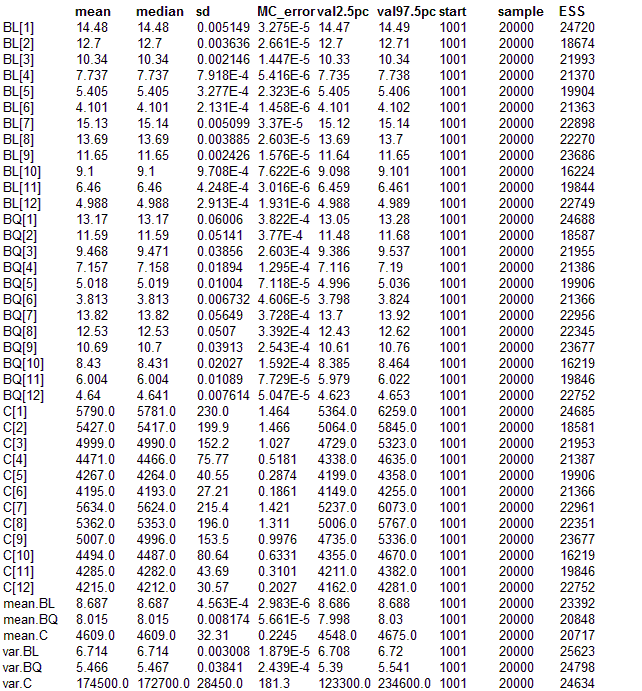 mean median sd MC_error val2.5pc val97.5pc start sample ESS
BL[1] 14.48 14.48 0.005149 3.275E-5 14.47 14.49 1001 20000 24720
BL[2] 12.7 12.7 0.003636 2.661E-5 12.7 12.71 1001 20000 18674
BL[3] 10.34 10.34 0.002146 1.447E-5 10.33 10.34 1001 20000 21993
BL[4] 7.737 7.737 7.918E-4 5.416E-6 7.735 7.738 1001 20000 21370
BL[5] 5.405 5.405 3.277E-4 2.323E-6 5.405 5.406 1001 20000 19904
BL[6] 4.101 4.101 2.131E-4 1.458E-6 4.101 4.102 1001 20000 21363
BL[7] 15.13 15.14 0.005099 3.37E-5 15.12 15.14 1001 20000 22898
BL[8] 13.69 13.69 0.003885 2.603E-5 13.69 13.7 1001 20000 22270
BL[9] 11.65 11.65 0.002426 1.576E-5 11.64 11.65 1001 20000 23686
BL[10] 9.1 9.1 9.708E-4 7.622E-6 9.098 9.101 1001 20000 16224
BL[11] 6.46 6.46 4.248E-4 3.016E-6 6.459 6.461 1001 20000 19844
BL[12] 4.988 4.988 2.913E-4 1.931E-6 4.988 4.989 1001 20000 22749
BQ[1] 13.17 13.17 0.06006 3.822E-4 13.05 13.28 1001 20000 24688
BQ[2] 11.59 11.59 0.05141 3.77E-4 11.48 11.68 1001 20000 18587
BQ[3] 9.468 9.471 0.03856 2.603E-4 9.386 9.537 1001 20000 21955
BQ[4] 7.157 7.158 0.01894 1.295E-4 7.116 7.19 1001 20000 21386
BQ[5] 5.018 5.019 0.01004 7.118E-5 4.996 5.036 1001 20000 19906
BQ[6] 3.813 3.813 0.006732 4.606E-5 3.798 3.824 1001 20000 21366
BQ[7] 13.82 13.82 0.05649 3.728E-4 13.7 13.92 1001 20000 22956
BQ[8] 12.53 12.53 0.0507 3.392E-4 12.43 12.62 1001 20000 22345
BQ[9] 10.69 10.7 0.03913 2.543E-4 10.61 10.76 1001 20000 23677
BQ[10] 8.43 8.431 0.02027 1.592E-4 8.385 8.464 1001 20000 16219
BQ[11] 6.004 6.004 0.01089 7.729E-5 5.979 6.022 1001 20000 19846
BQ[12] 4.64 4.641 0.007614 5.047E-5 4.623 4.653 1001 20000 22752
C[1] 5790.0 5781.0 230.0 1.464 5364.0 6259.0 1001 20000 24685
C[2] 5427.0 5417.0 199.9 1.466 5064.0 5845.0 1001 20000 18581
C[3] 4999.0 4990.0 152.2 1.027 4729.0 5323.0 1001 20000 21953
C[4] 4471.0 4466.0 75.77 0.5181 4338.0 4635.0 1001 20000 21387
C[5] 4267.0 4264.0 40.55 0.2874 4199.0 4358.0 1001 20000 19906
C[6] 4195.0 4193.0 27.21 0.1861 4149.0 4255.0 1001 20000 21366
C[7] 5634.0 5624.0 215.4 1.421 5237.0 6073.0 1001 20000 22961
C[8] 5362.0 5353.0 196.0 1.311 5006.0 5767.0 1001 20000 22351
C[9] 5007.0 4996.0 153.5 0.9976 4735.0 5336.0 1001 20000 23677
C[10] 4494.0 4487.0 80.64 0.6331 4355.0 4670.0 1001 20000 16219
C[11] 4285.0 4282.0 43.69 0.3101 4211.0 4382.0 1001 20000 19846
C[12] 4215.0 4212.0 30.57 0.2027 4162.0 4281.0 1001 20000 22752
mean.BL 8.687 8.687 4.563E-4 2.983E-6 8.686 8.688 1001 20000 23392
mean.BQ 8.015 8.015 0.008174 5.661E-5 7.998 8.03 1001 20000 20848
mean.C 4609.0 4609.0 32.31 0.2245 4548.0 4675.0 1001 20000 20717
var.BL 6.714 6.714 0.003008 1.879E-5 6.708 6.72 1001 20000 25623
var.BQ 5.466 5.467 0.03841 2.439E-4 5.39 5.541 1001 20000 24798
var.C 174500.0 172700.0 28450.0 181.3 123300.0 234600.0 1001 20000 24634